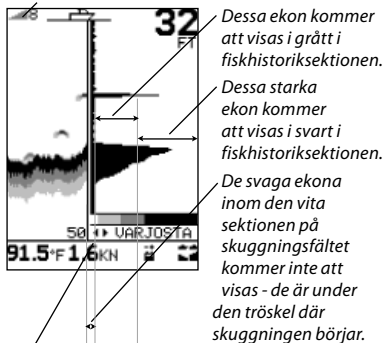 8
32
FT
50 VARJOSTA
91.5°F 1.6KN
Dessa ekon kommer
att visas i grått i
fiskhistoriksektionen.
Dessa starka
ekon kommer
att visas i svart i
fiskhistoriksektionen.
De svaga ekona
inom den vita
sektionen på
skuggningsfältet
kommer inte att
visas - de är under
den tröskel där
skuggningen börjar.